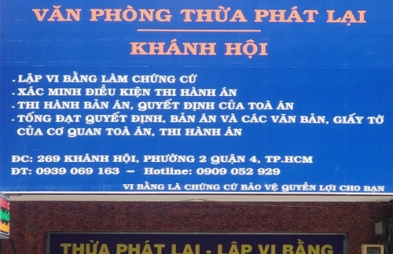 VĂN PHÒNG THỪA PHÁT LẠI
KHÁNH HỘI
. LẬP VI BẰNG LÀM CHỨNG CỨ
. XÁC MINH ĐIỀU KIỆN THI HÀNH ÁN
. THI HÀNH BẢN ÁN, QUYẾT ĐỊNH CỦA TOÀ ÁN
. TỐNG ĐẠT QUYẾT ĐỊNH, BẢN ÁN VÀ CÁC VĂN BẢN, GIẤY TỜ
CỦA CƠ QUAN TOÀ ÁN, THI HÀNH ÁN
ĐC: 269 KHÁNH HỘI, PHƯỜNG 2 QUẬN 4, TP.HCM
ĐT: 0939 069 163 – Hotline: 0909 052 929
VI BẰNG LÀ CHỨNG CỨ BẢO VỆ QUYỀN LỢI CHO BẠN
THỪA PHÁT LẠI - LẬP VI BẰNG